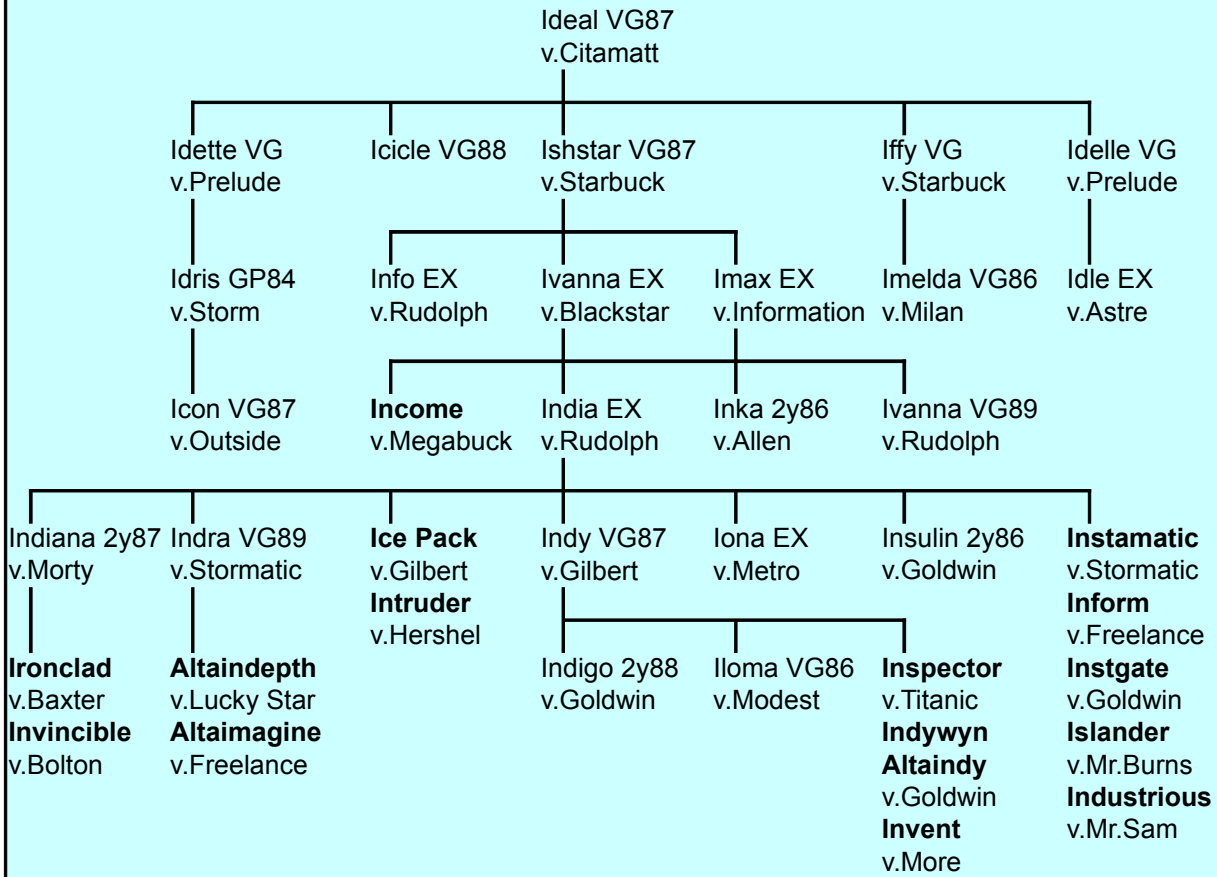 Ideal VG87
v.Citamatt
Idette VG
v.Prelude
Icicle VG88
Ishstar VG87
v.Starbuck
Iffy VG
v.Starbuck
Idelle VG
v.Prelude
Idris GP84
v.Storm
Info EX
v.Rudolph
Ivanna EX
v.Blackstar
Imax EX
v.Information
Imelda VG86
v.Milan
Idle EX
v.Astre
Icon VG87
v.Outside
Income
v.Megabuck
India EX
v.Rudolph
Inka 2y86
v.Allen
Ivanna VG89
v.Rudolph
Indiana 2y87
v.Morty
Indra VG89
v.Stormatic
Ice Pack
v.Gilbert
Intruder
v.Hershel
Indy VG87
v.Gilbert
Iona EX
v.Metro
Insulin 2y86
v.Goldwin
Instamatic
v.Stormatic
Inform
v.Freelance
Instgate
v.Goldwin
Islander
v.Mr.Burns
Industrious
v.Mr.Sam
Ironclad
v.Baxter
Invincible
v.Bolton
Altaindepth
v.Lucky Star
Altaimagine
v.Freelance
Indigo 2y88
v.Goldwin
Iloma VG86
v.Modest
Inspector
v.Titanic
Indywyn
Altaindy
v.Goldwin
Invent
v.More